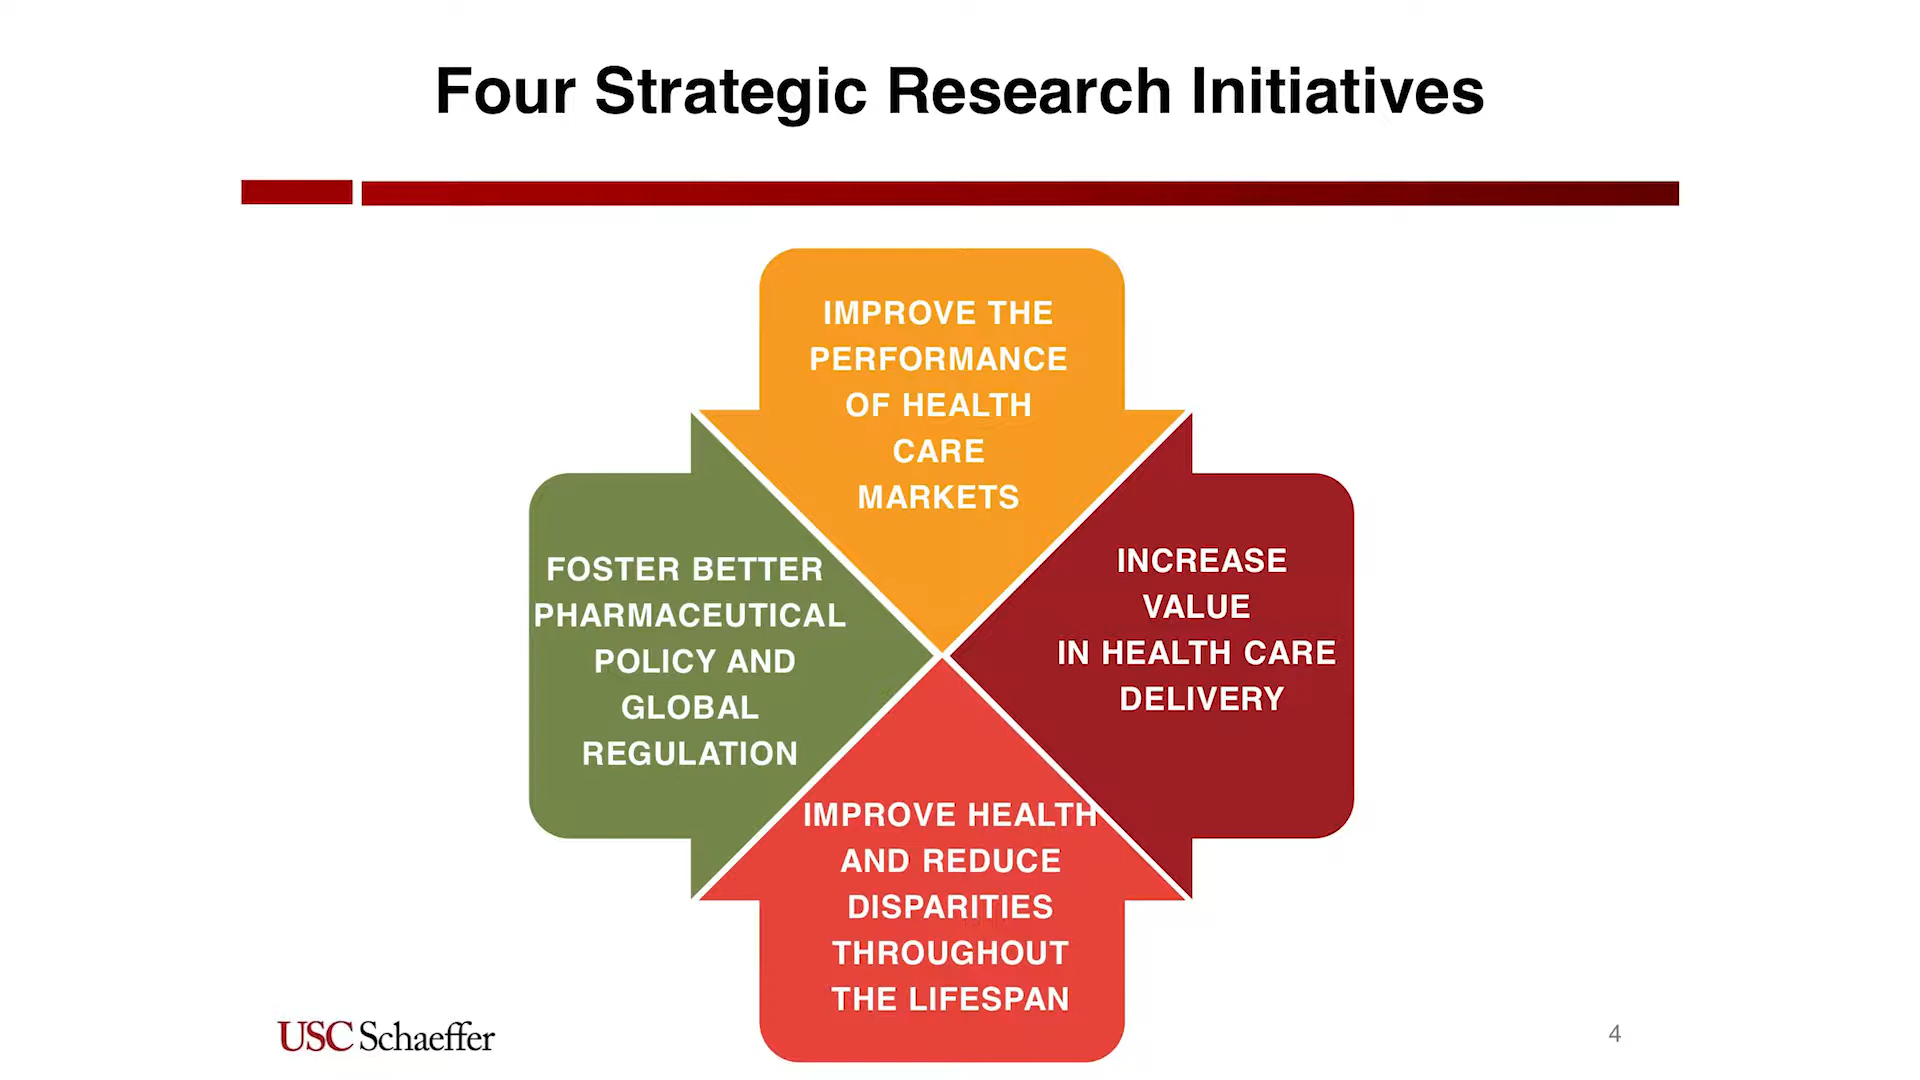 Four Strategic Research Initiatives
IMPROVE THE
PERFORMANCE
OF HEALTH
CARE
MARKETS
FOSTER BETTER
PHARMACEUTICAL
POLICY AND
GLOBAL
REGULATION
INCREASE
VALUE
IN HEALTH CARE
DELIVERY
IMPROVE HEALTH
AND REDUCE
DISPARITIES
THROUGHOUT
THE LIFESPAN
USC Schaeffer
4